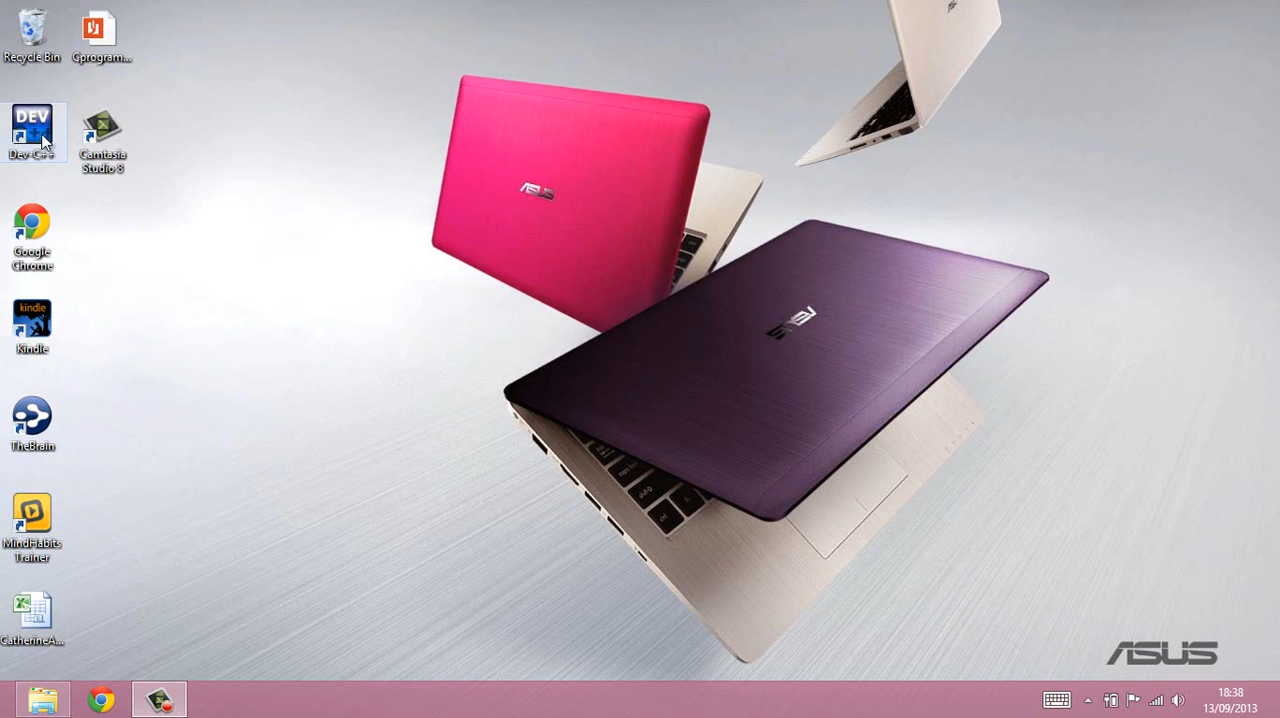 Recycle Bin
Cprogram...
DEV
Dev-C++
Camtasia
Studio 8
Google
Chrome
kindle
Kindle
TheBrain
MindHabits
Trainer
CatherineA...
ASUS
ASUS
ASUS
18:38
13/09/2013